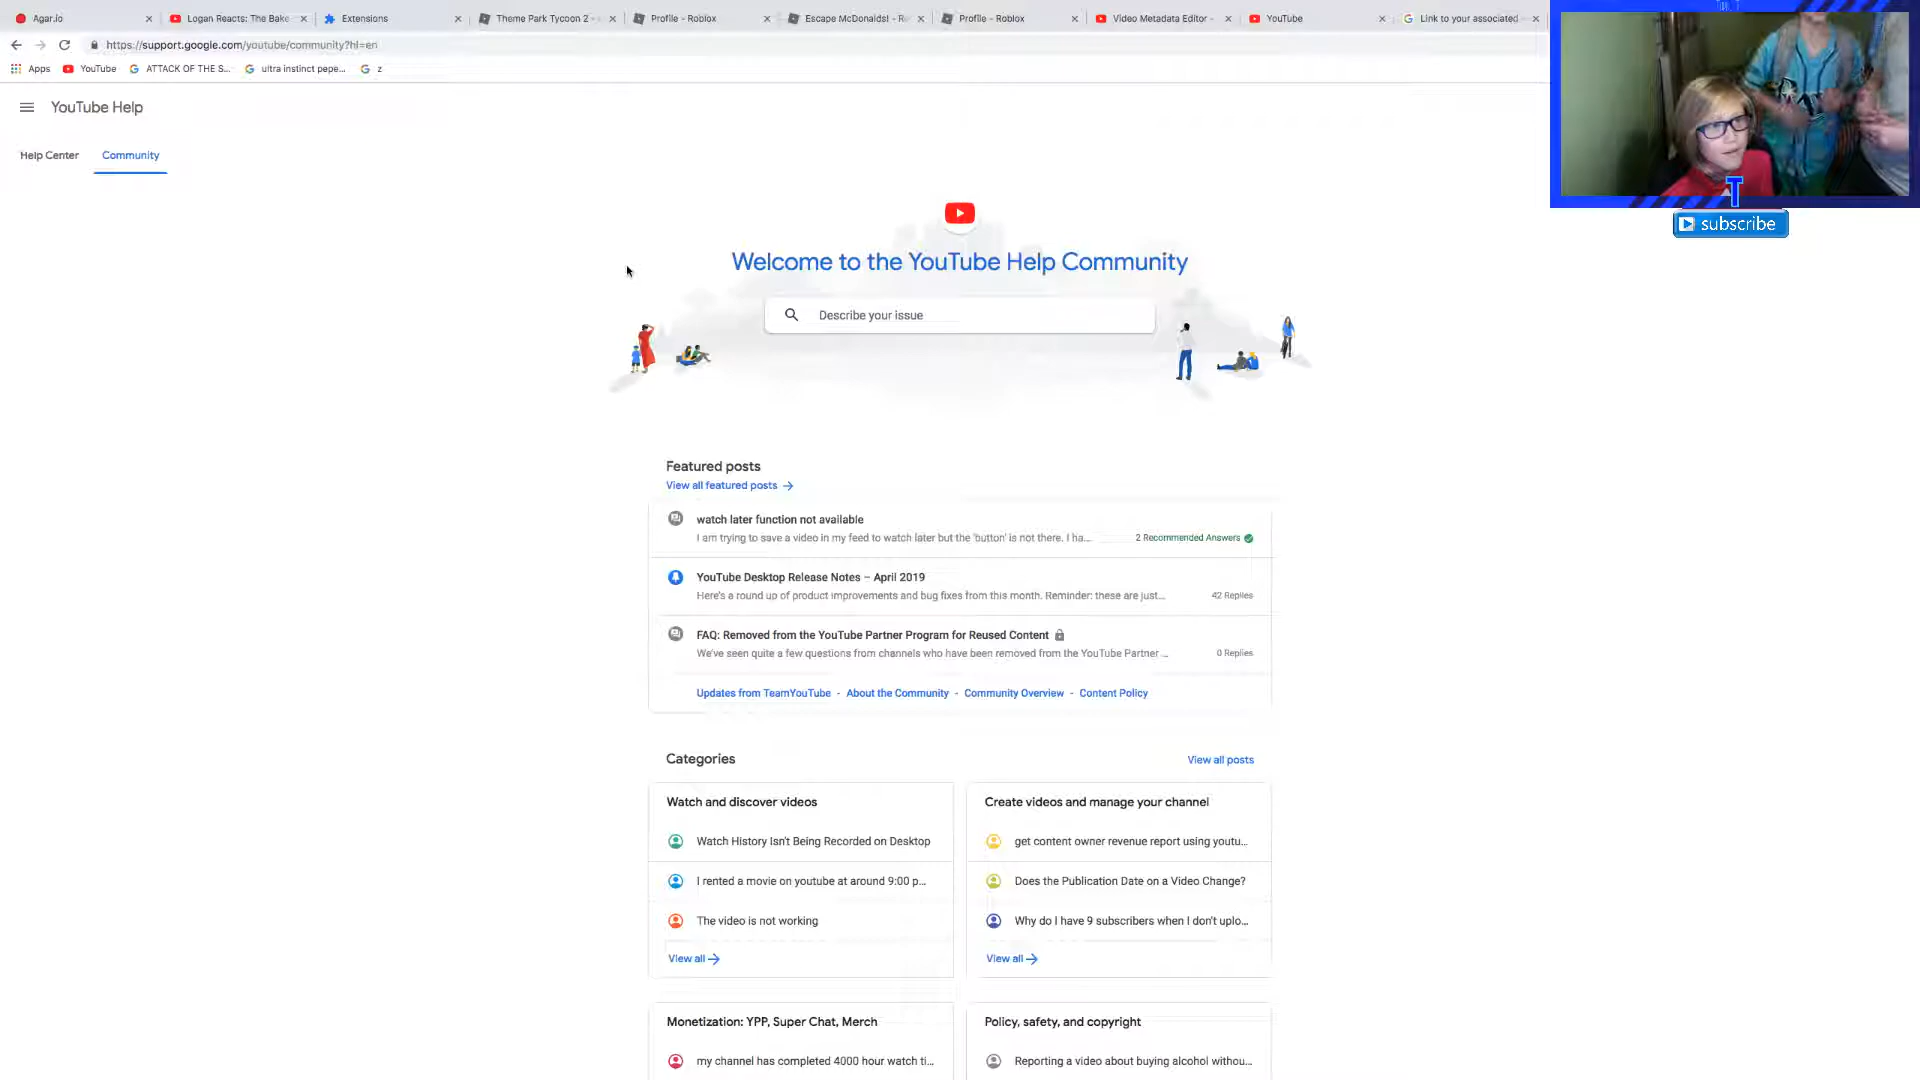 Agar.io
Logan Reacts: The Bake
Extensions
Theme Park Tycoon 2 -
Profile - Roblox
Escape McDonalds! - R
Profile - Roblox
Video Metadata Editor -
YouTube
Link to your associated
https://support.google.com/youtube/community?hl=en
Apps
YouTube
ATTACK OF THE S...
ultra instinct pepe...
z
YouTube Help
Help Center
Community
T
subscribe
Welcome to the YouTube Help Community
Describe your issue
Featured posts
View all featured posts
watch later function not available
I am trying to save a video in my feed to watch later but the 'button' is not there. I ha...
2 Recommended Answers
YouTube Desktop Release Notes – April 2019
Here's a round up of product improvements and bug fixes from this month. Reminder: these are just...
42 Replies
FAQ: Removed from the YouTube Partner Program for Reused Content
We've seen quite a few questions from channels who have been removed from the YouTube Partner ...
0 Replies
Updates from TeamYouTube - About the Community - Community Overview - Content Policy
Categories
View all posts
Watch and discover videos
Watch History Isn't Being Recorded on Desktop
I rented a movie on youtube at around 9:00 p...
The video is not working
View all
Create videos and manage your channel
get content owner revenue report using youtu...
Does the Publication Date on a Video Change?
Why do I have 9 subscribers when I don't uplo...
View all
Monetization: YPP, Super Chat, Merch
my channel has completed 4000 hour watch ti...
Policy, safety, and copyright
Reporting a video about buying alcohol withou...